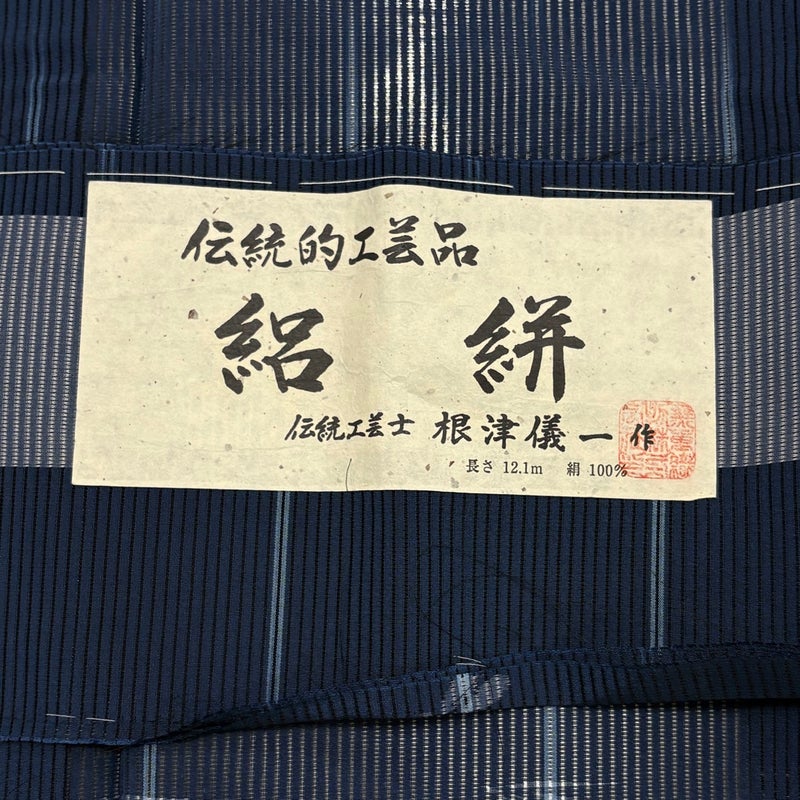 伝統的工芸品
絽絣
伝統工芸士 根津儀一作
長さ 12.1m 絹 100%